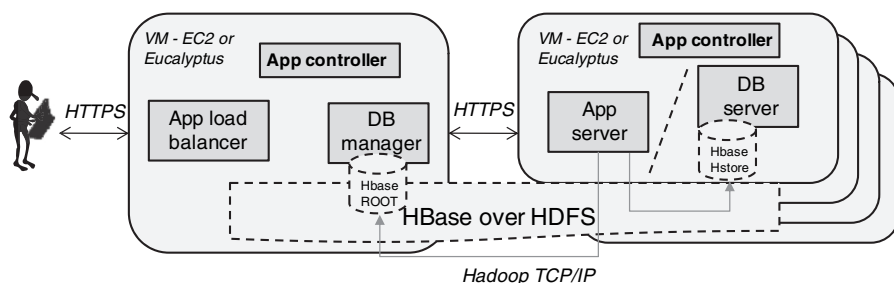 VM - EC2 or
Eucalyptus
App controller
HTTPS
App load
balancer
DB
manager
Hbase
ROOT
HTTPS
VM - EC2 or
Eucalyptus
App controller
App
server
DB
server
Hbase
Hstore
HBase over HDFS
Hadoop TCP/IP